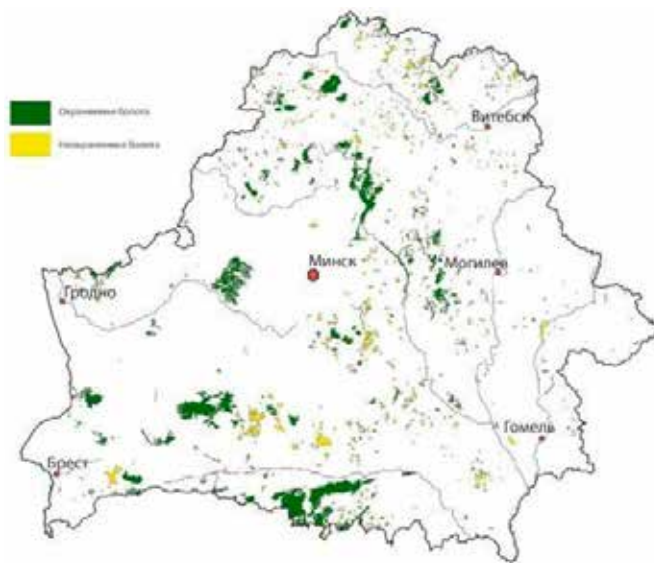 Охраняемые болота
Неохраняемые болота
Витебск
Минск
Могилев
Гродно
Гомель
Брест